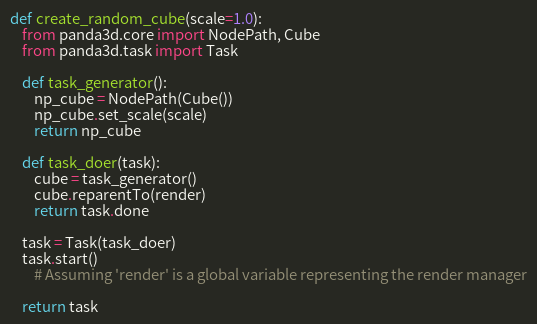 def create_random_cube(scale=1.0):
    from panda3d.core import NodePath, Cube
    from panda3d.task import Task

    def task_generator():
        np_cube = NodePath(Cube())
        np_cube.set_scale(scale)
        return np_cube

    def task_doer(task):
        cube = task_generator()
        cube.reparentTo(render)
        return task.done

    task = Task(task_doer)
    task.start()
        # Assuming 'render' is a global variable representing the render manager

    return task